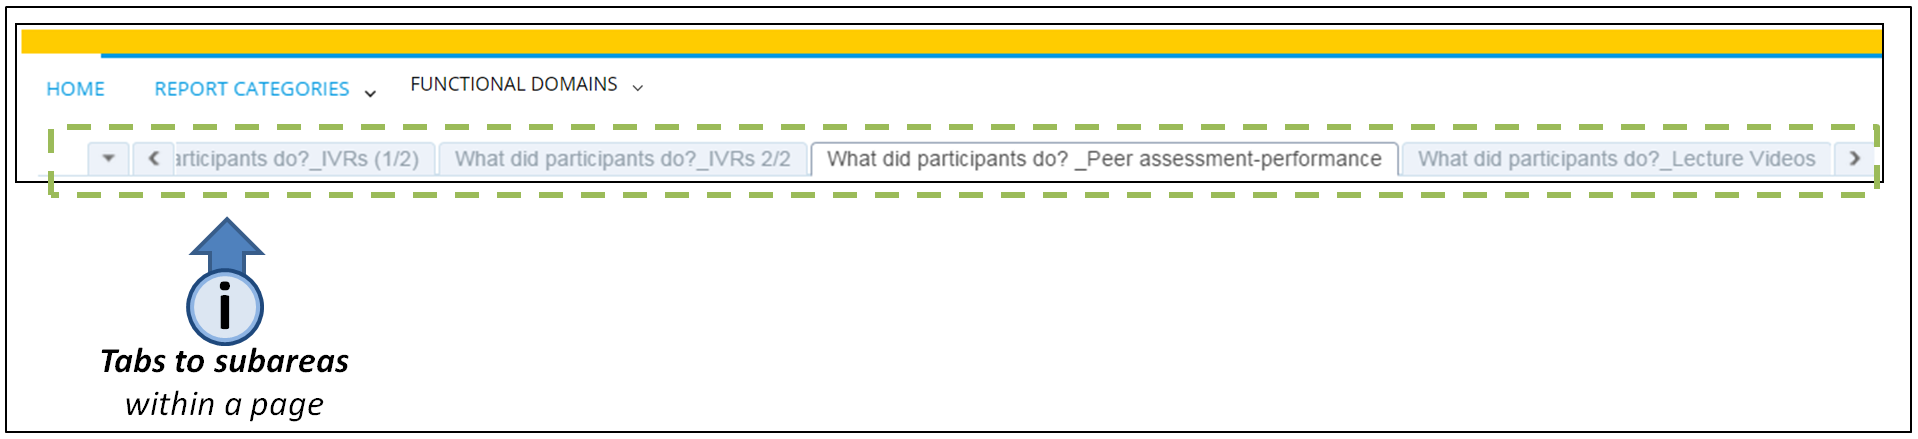 HOME REPORT CATEGORIES FUNCTIONAL DOMAINS
articipants do?_IVRs (1/2) What did participants do?_IVRs 2/2 What did participants do? _Peer assessment-performance What did participants do?_Lecture Videos
i
Tabs to subareas
within a page